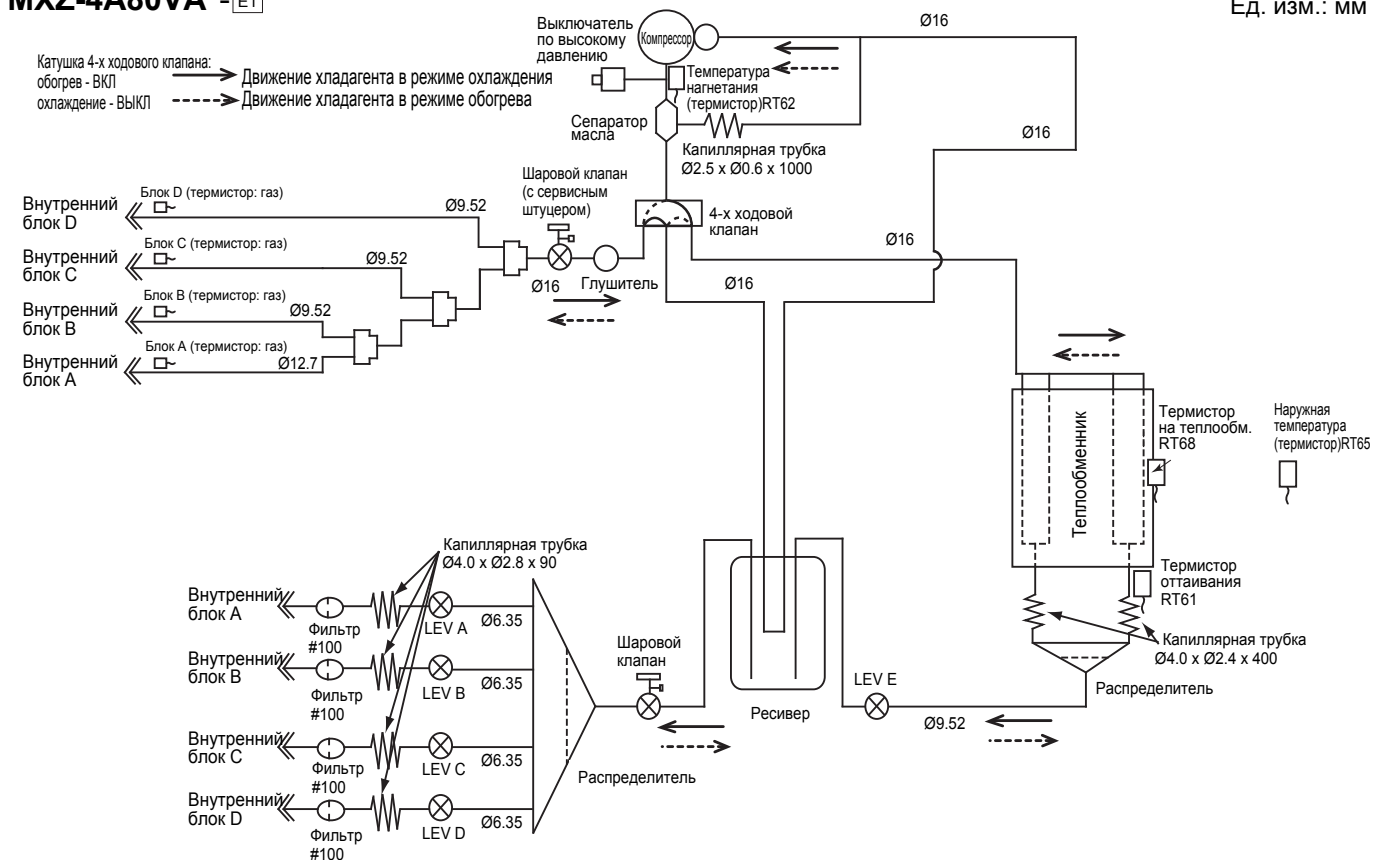 MXZ-4A80VA - E1
Ед. изм.: мм
Катушка 4-х ходового клапана:
обогрев - ВКЛ
охлаждение - ВЫКЛ
Движение хладагента в режиме охлаждения
Движение хладагента в режиме обогрева
Выключатель
по высокому
давлению
Компрессор
Ø16
Температура
нагнетания
(термистор)RT62
Сепаратор
масла
Капиллярная трубка
Ø2.5 x Ø0.6 x 1000
Ø16
Шаровой клапан
(с сервисным
штуцером)
4-х ходовой
клапан
Внутренний
блок D
Блок D (термистор: газ)
Ø9.52
Внутренний
блок C
Блок C (термистор: газ)
Ø9.52
Внутренний
блок B
Блок B (термистор: газ)
Ø9.52
Внутренний
блок A
Блок A (термистор: газ)
Ø12.7
Ø16
Глушитель
Ø16
Ø16
Теплообменник
Термистор
на теплообм.
RT68
Наружная
температура
(термистор)RT65
Термистор
оттаивания
RT61
Капиллярная трубка
Ø4.0 x Ø2.4 x 400
Распределитель
Капиллярная трубка
Ø4.0 x Ø2.8 x 90
Внутренний
блок A
Фильтр
#100
LEV A
Ø6.35
Внутренний
блок B
Фильтр
#100
LEV B
Ø6.35
Внутренний
блок C
Фильтр
#100
LEV C
Ø6.35
Внутренний
блок D
Фильтр
#100
LEV D
Ø6.35
Распределитель
Шаровой
клапан
Ресивер
LEV E
Ø9.52